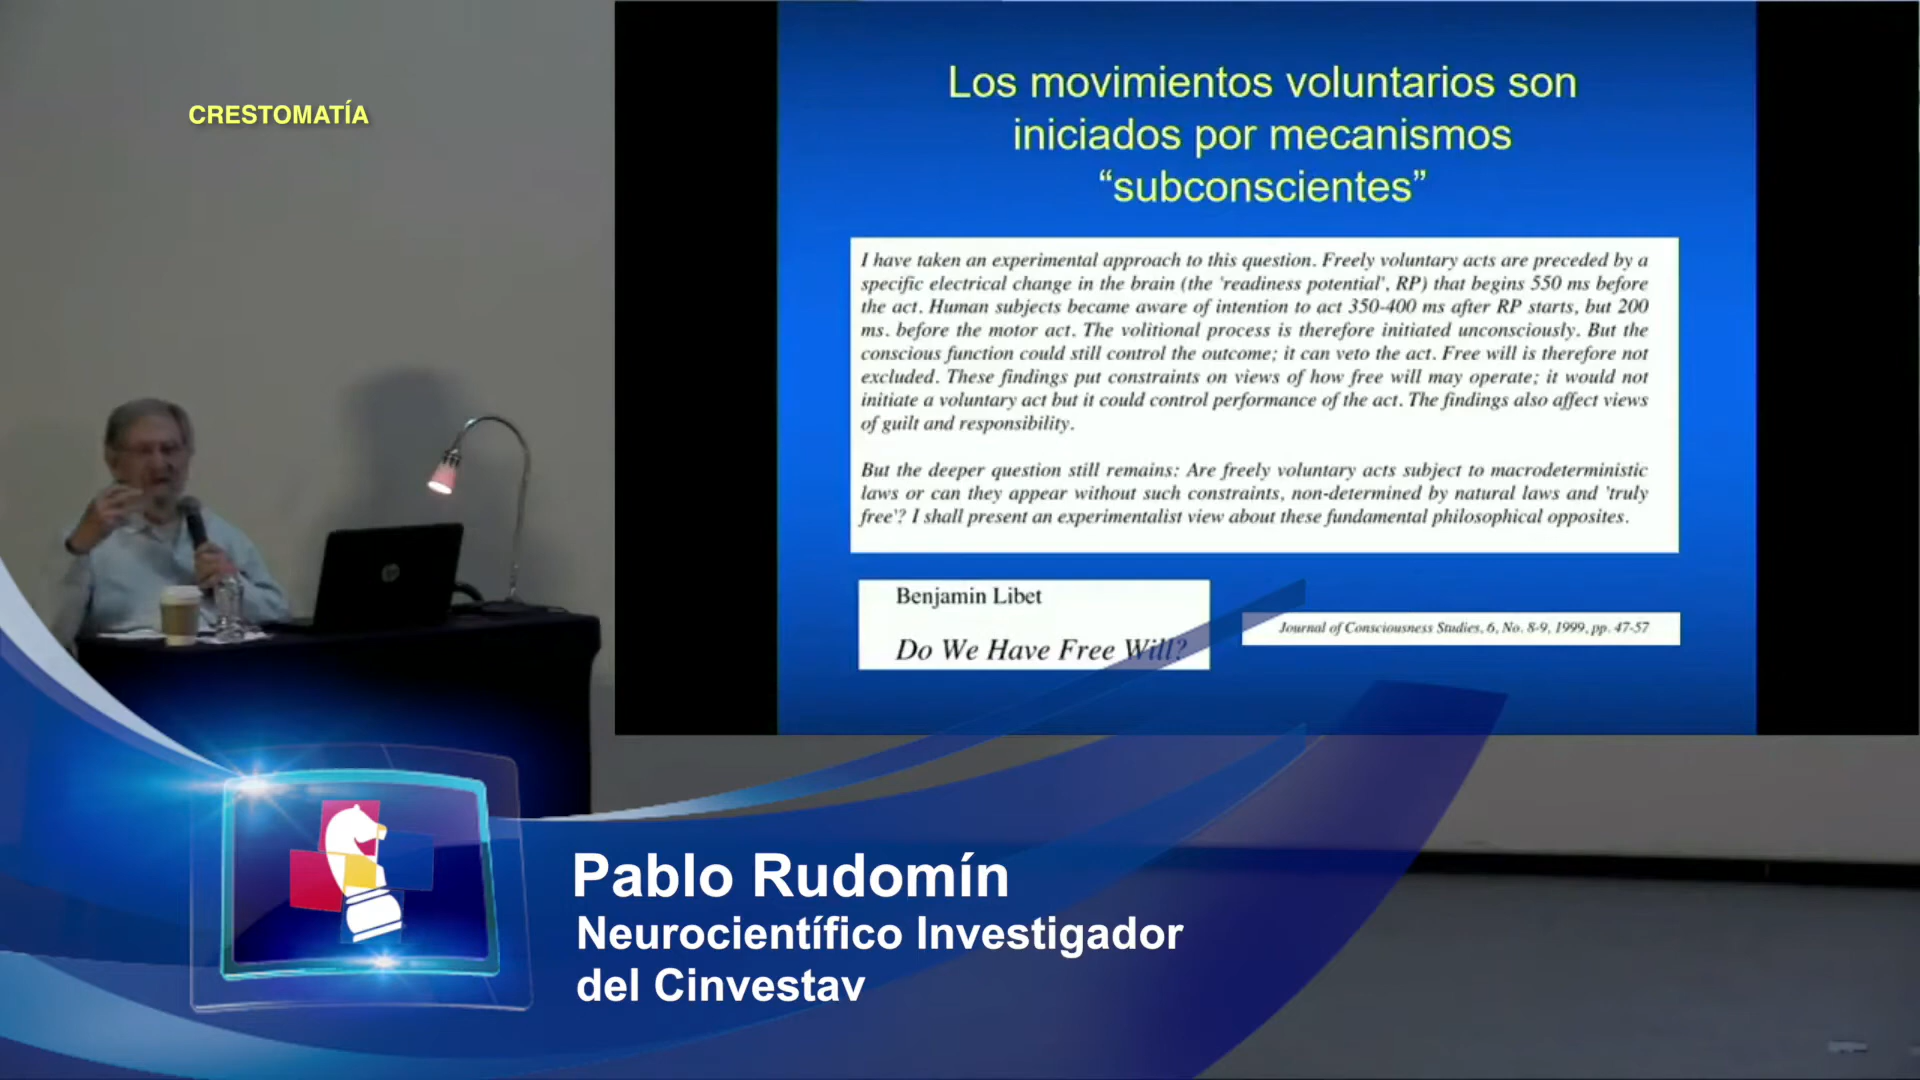 CRESTOMATÍA
Los movimientos voluntarios son
iniciados por mecanismos
“subconscientes”
I have taken an experimental approach to this question. Freely voluntary acts are preceded by a
specific electrical change in the brain (the 'readiness potential', RP) that begins 550 ms before
the act. Human subjects became aware of intention to act 350-400 ms after RP starts, but 200
ms. before the motor act. The volitional process is therefore initiated unconsciously. But the
conscious function could still control the outcome; it can veto the act. Free will is therefore not
excluded. These findings put constraints on views of how free will may operate; it would not
initiate a voluntary act but it could control performance of the act. The findings also affect views
of guilt and responsibility.
But the deeper question still remains: Are freely voluntary acts subject to macrodeterministic
laws or can they appear without such constraints, non-determined by natural laws and 'truly
free'? I shall present an experimentalist view about these fundamental philosophical opposites.
Benjamin Libet
Do We Have Free Will?
Journal of Consciousness Studies, 6, No. 8-9, 1999, pp. 47-57
Pablo Rudomín
Neurocientífico Investigador
del Cinvestav